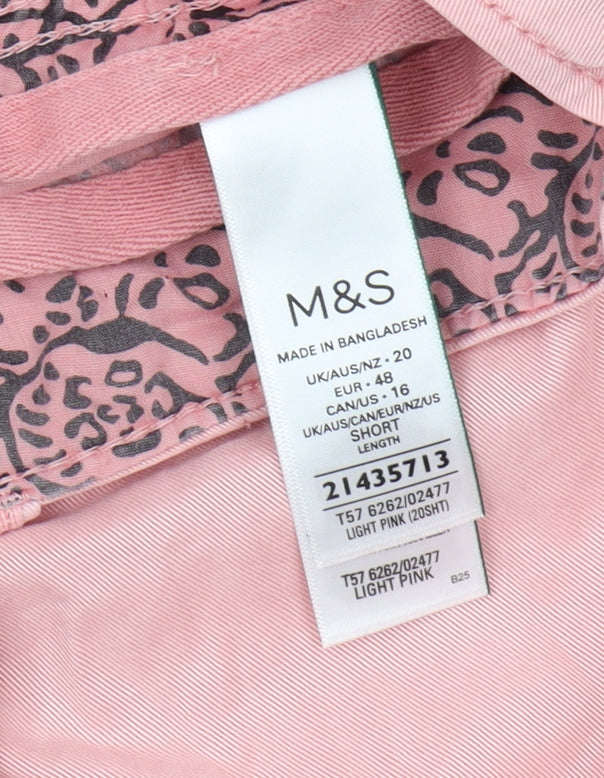 M&S
MADE IN BANGLADESH
UK/AUS/NZ • 20
EUR • 48
CAN/US • 16
UK/AUS/CAN/EUR/NZ/US
SHORT
LENGTH
21435713
T57 6262/02477
LIGHT PINK (20SHT)
T57 6262/02477
LIGHT PINK
B25